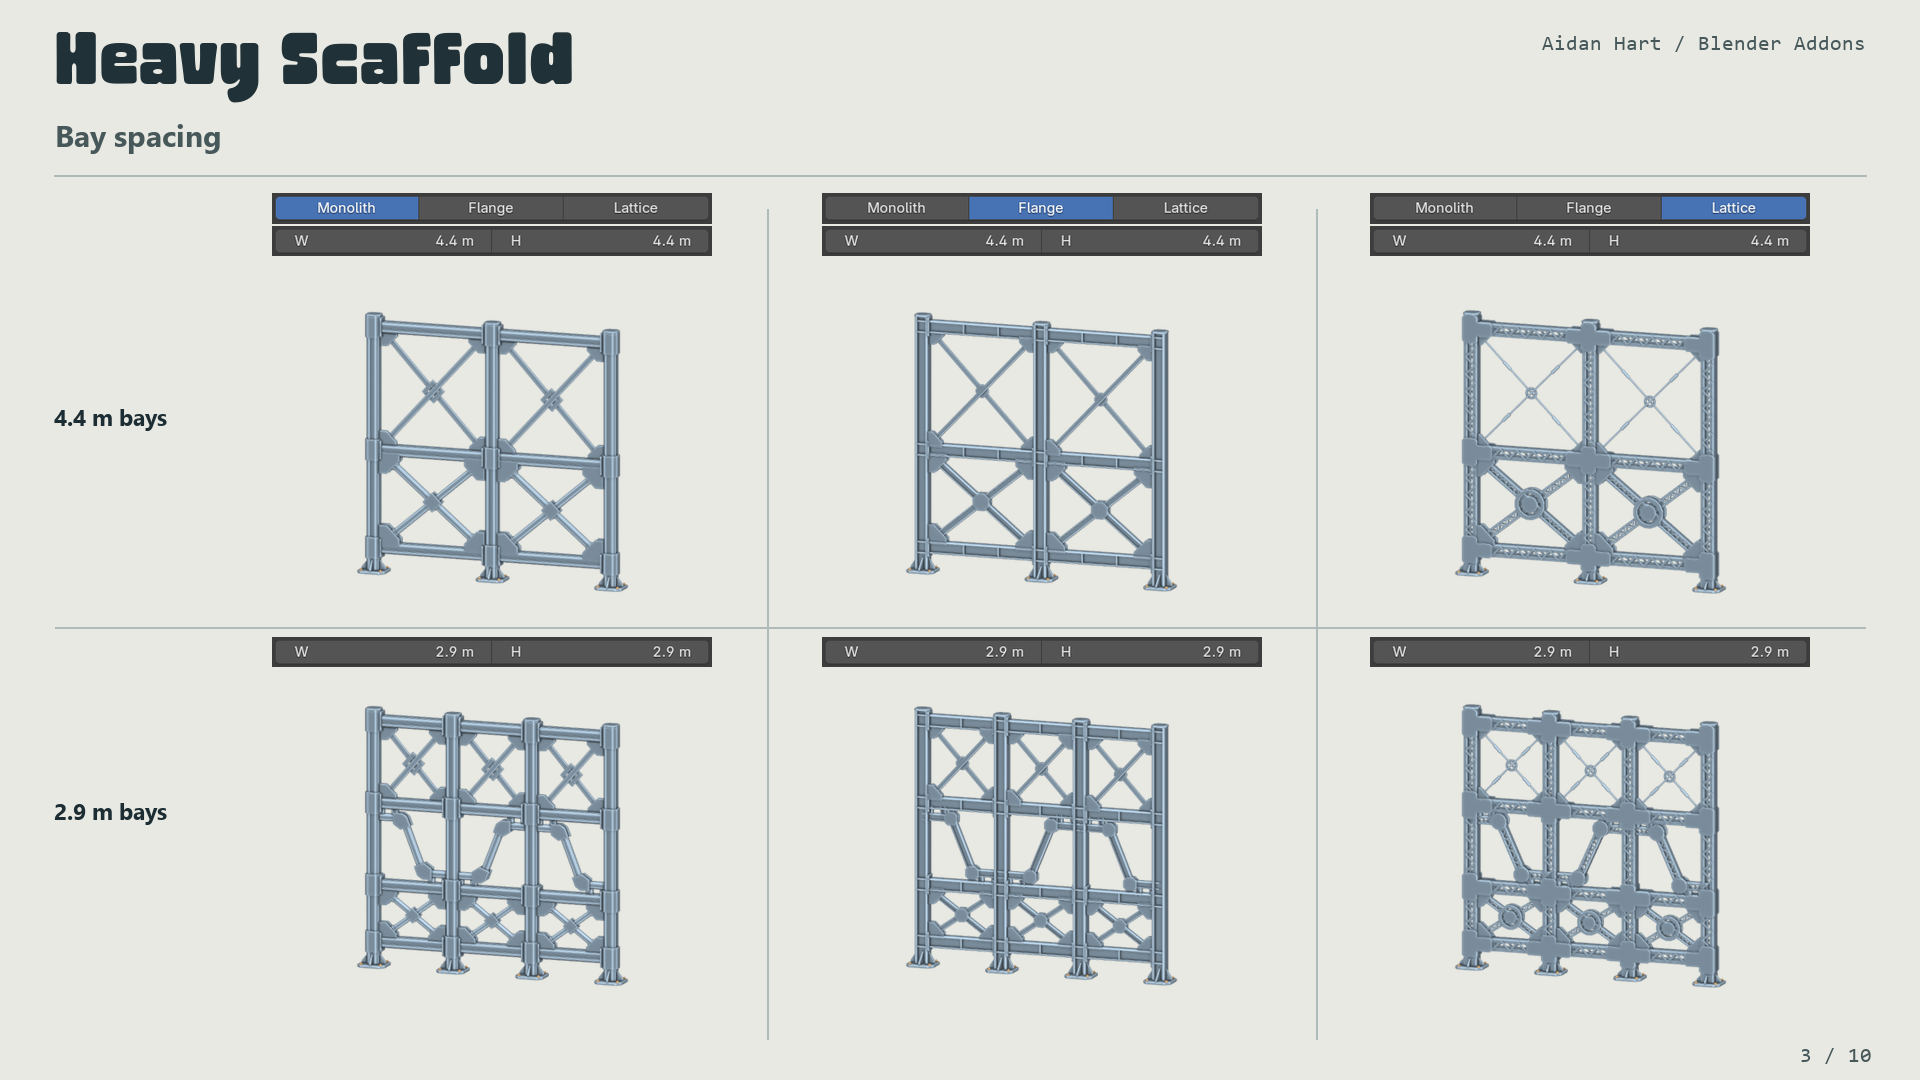 Heavy Scaffold
Aidan Hart / Blender Addons
Bay spacing
Monolith Flange Lattice
W 4.4 m H 4.4 m
Monolith Flange Lattice
W 4.4 m H 4.4 m
Monolith Flange Lattice
W 4.4 m H 4.4 m
4.4 m bays
W 2.9 m H 2.9 m
W 2.9 m H 2.9 m
W 2.9 m H 2.9 m
2.9 m bays
3 / 10